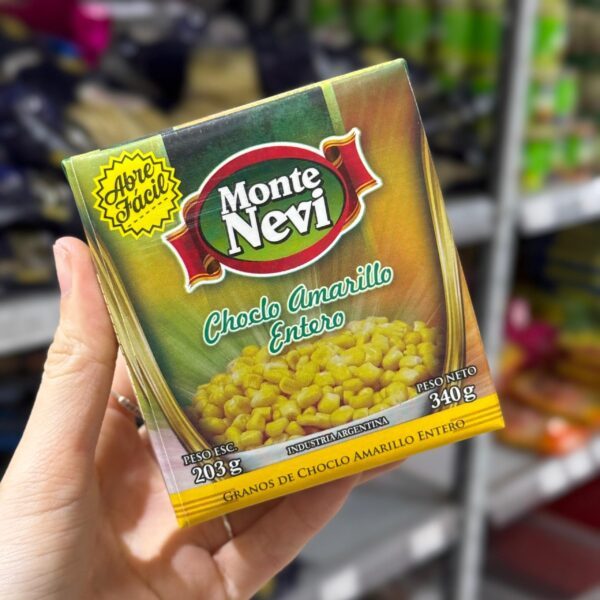 Abre
Fácil
Monte
Nevi
Choclo Amarillo
Entero
PESO ESC.
203 g
INDUSTRIA ARGENTINA
PESO NETO
340 g
GRANOS DE CHOCLO AMARILLO ENTERO